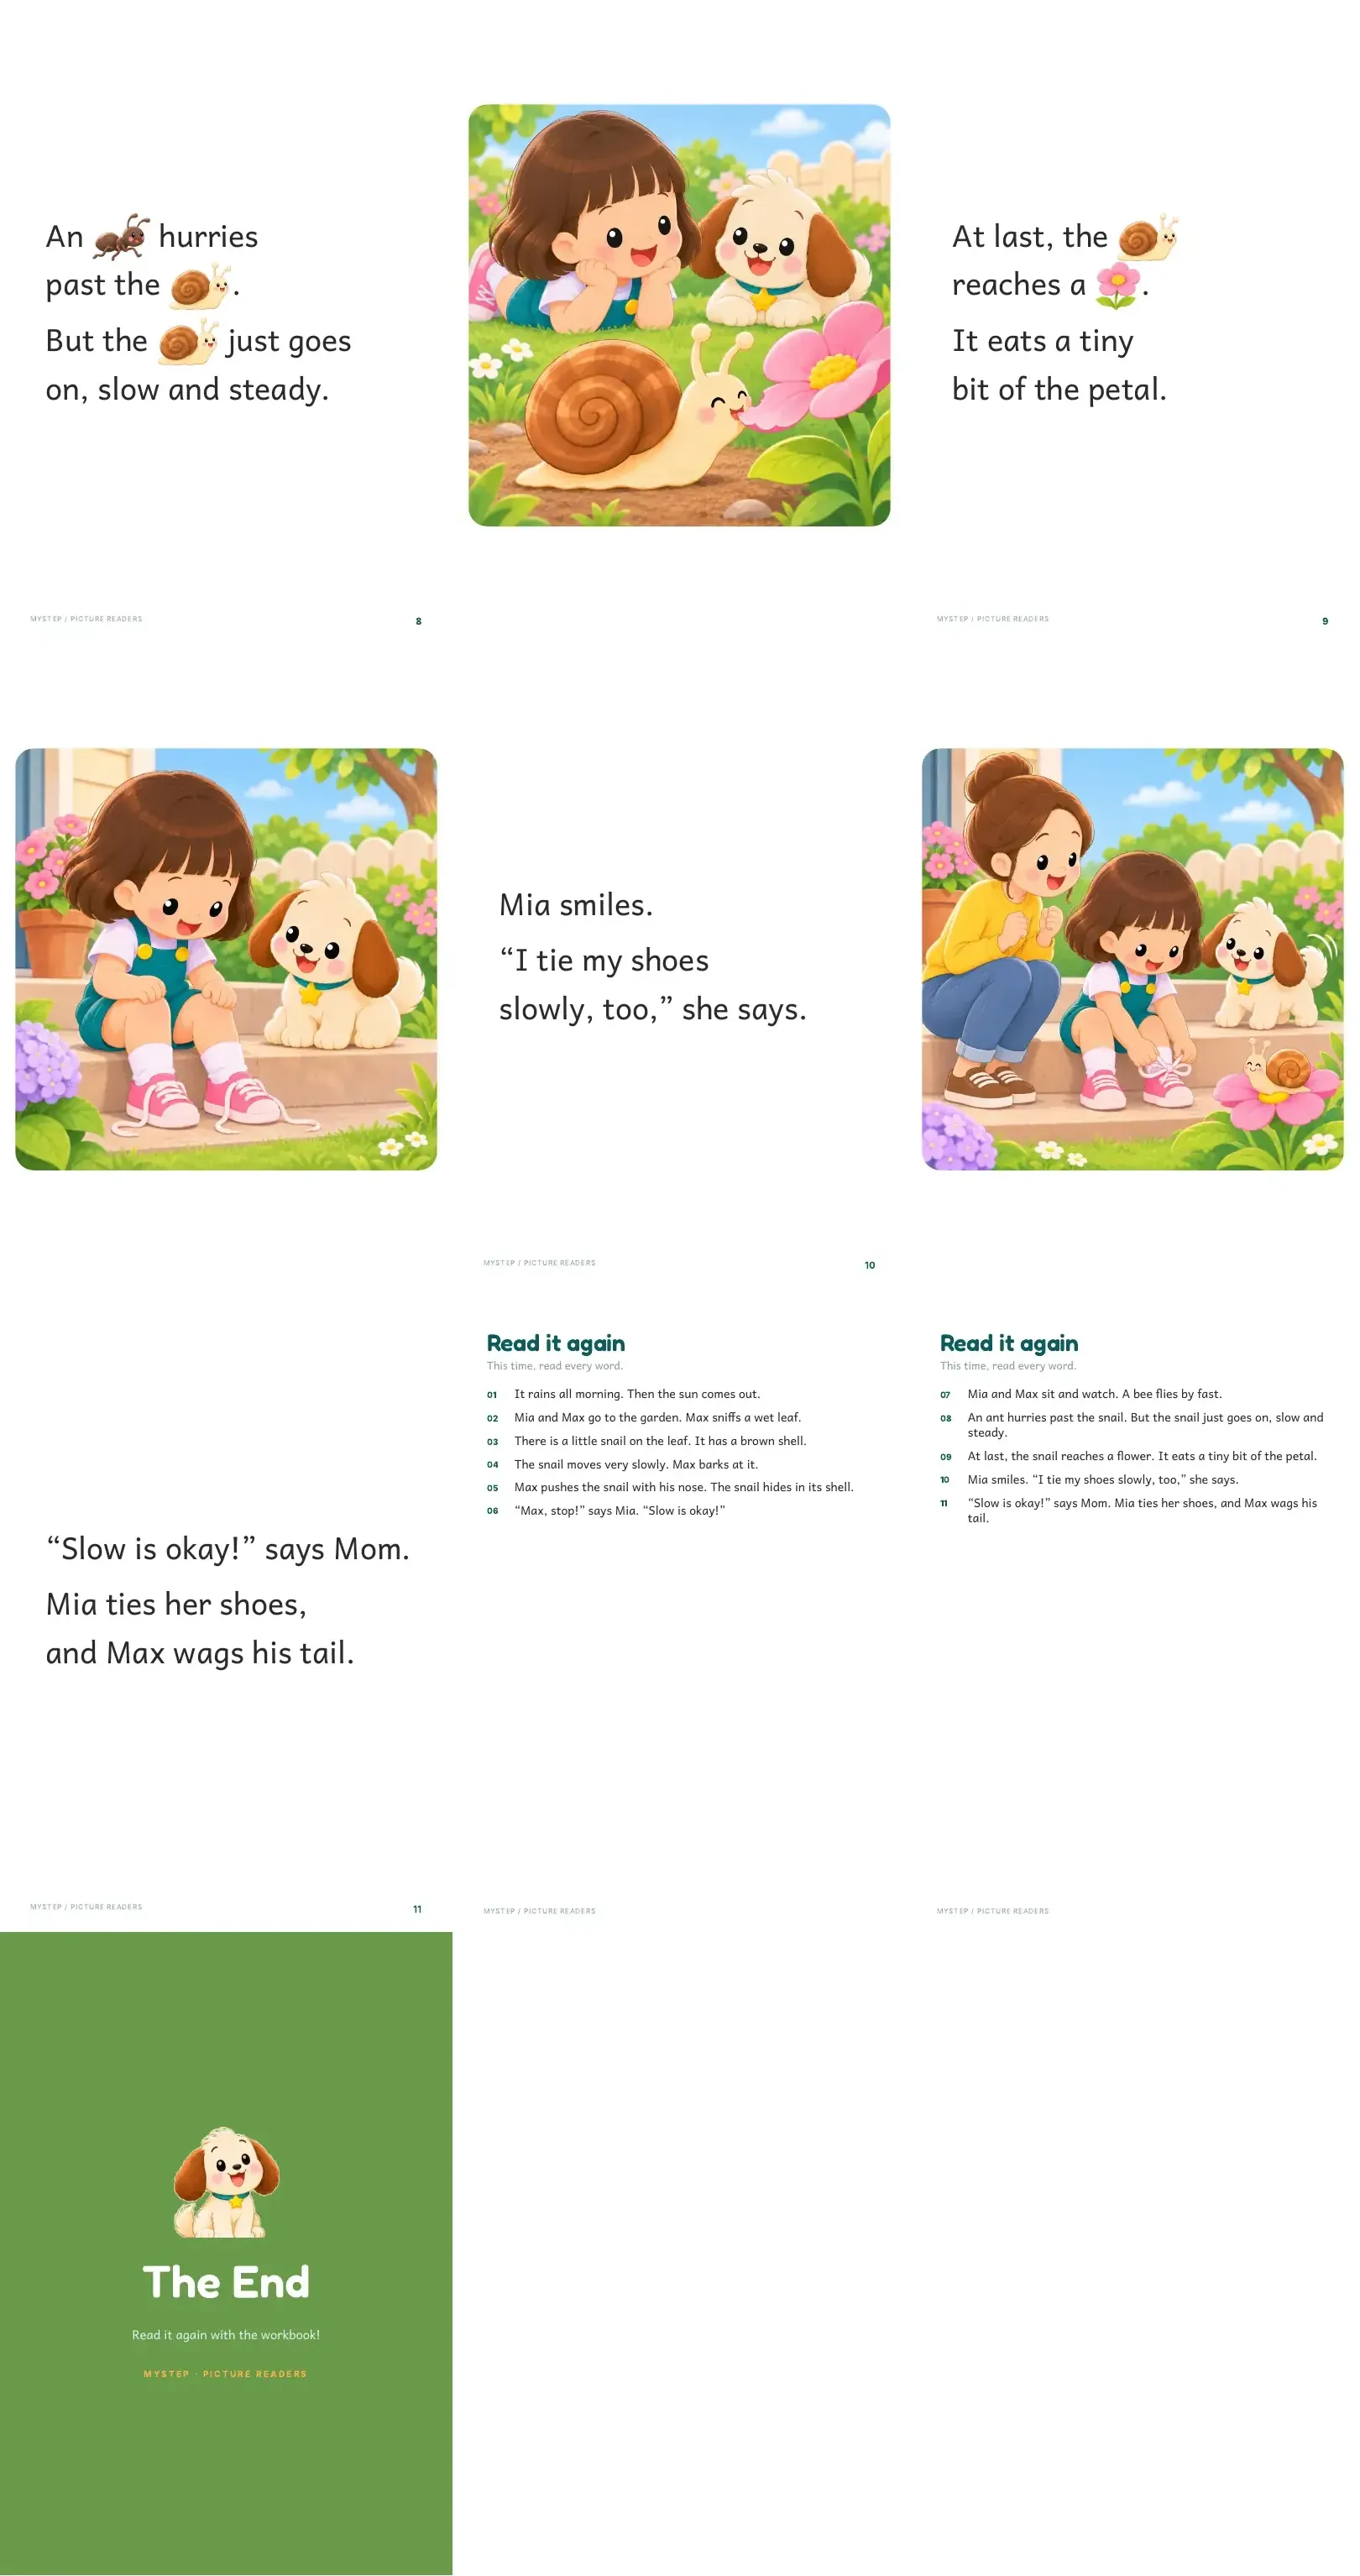 An hurries
past the .
But the just goes
on, slow and steady.
MYSTEP / PICTURE READERS
8
At last, the
reaches a .
It eats a tiny
bit of the petal.
MYSTEP / PICTURE READERS
9
Mia smiles.
“I tie my shoes
slowly, too,” she says.
MYSTEP / PICTURE READERS
10
“Slow is okay!” says Mom.
Mia ties her shoes,
and Max wags his tail.
MYSTEP / PICTURE READERS
11
Read it again
This time, read every word.
01 It rains all morning. Then the sun comes out.
02 Mia and Max go to the garden. Max sniffs a wet leaf.
03 There is a little snail on the leaf. It has a brown shell.
04 The snail moves very slowly. Max barks at it.
05 Max pushes the snail with his nose. The snail hides in its shell.
06 “Max, stop!” says Mia. “Slow is okay!”
MYSTEP / PICTURE READERS
Read it again
This time, read every word.
07 Mia and Max sit and watch. A bee flies by fast.
08 An ant hurries past the snail. But the snail just goes on, slow and
steady.
09 At last, the snail reaches a flower. It eats a tiny bit of the petal.
10 Mia smiles. “I tie my shoes slowly, too,” she says.
11 “Slow is okay!” says Mom. Mia ties her shoes, and Max wags his
tail.
MYSTEP / PICTURE READERS
The End
Read it again with the workbook!
MYSTEP · PICTURE READERS